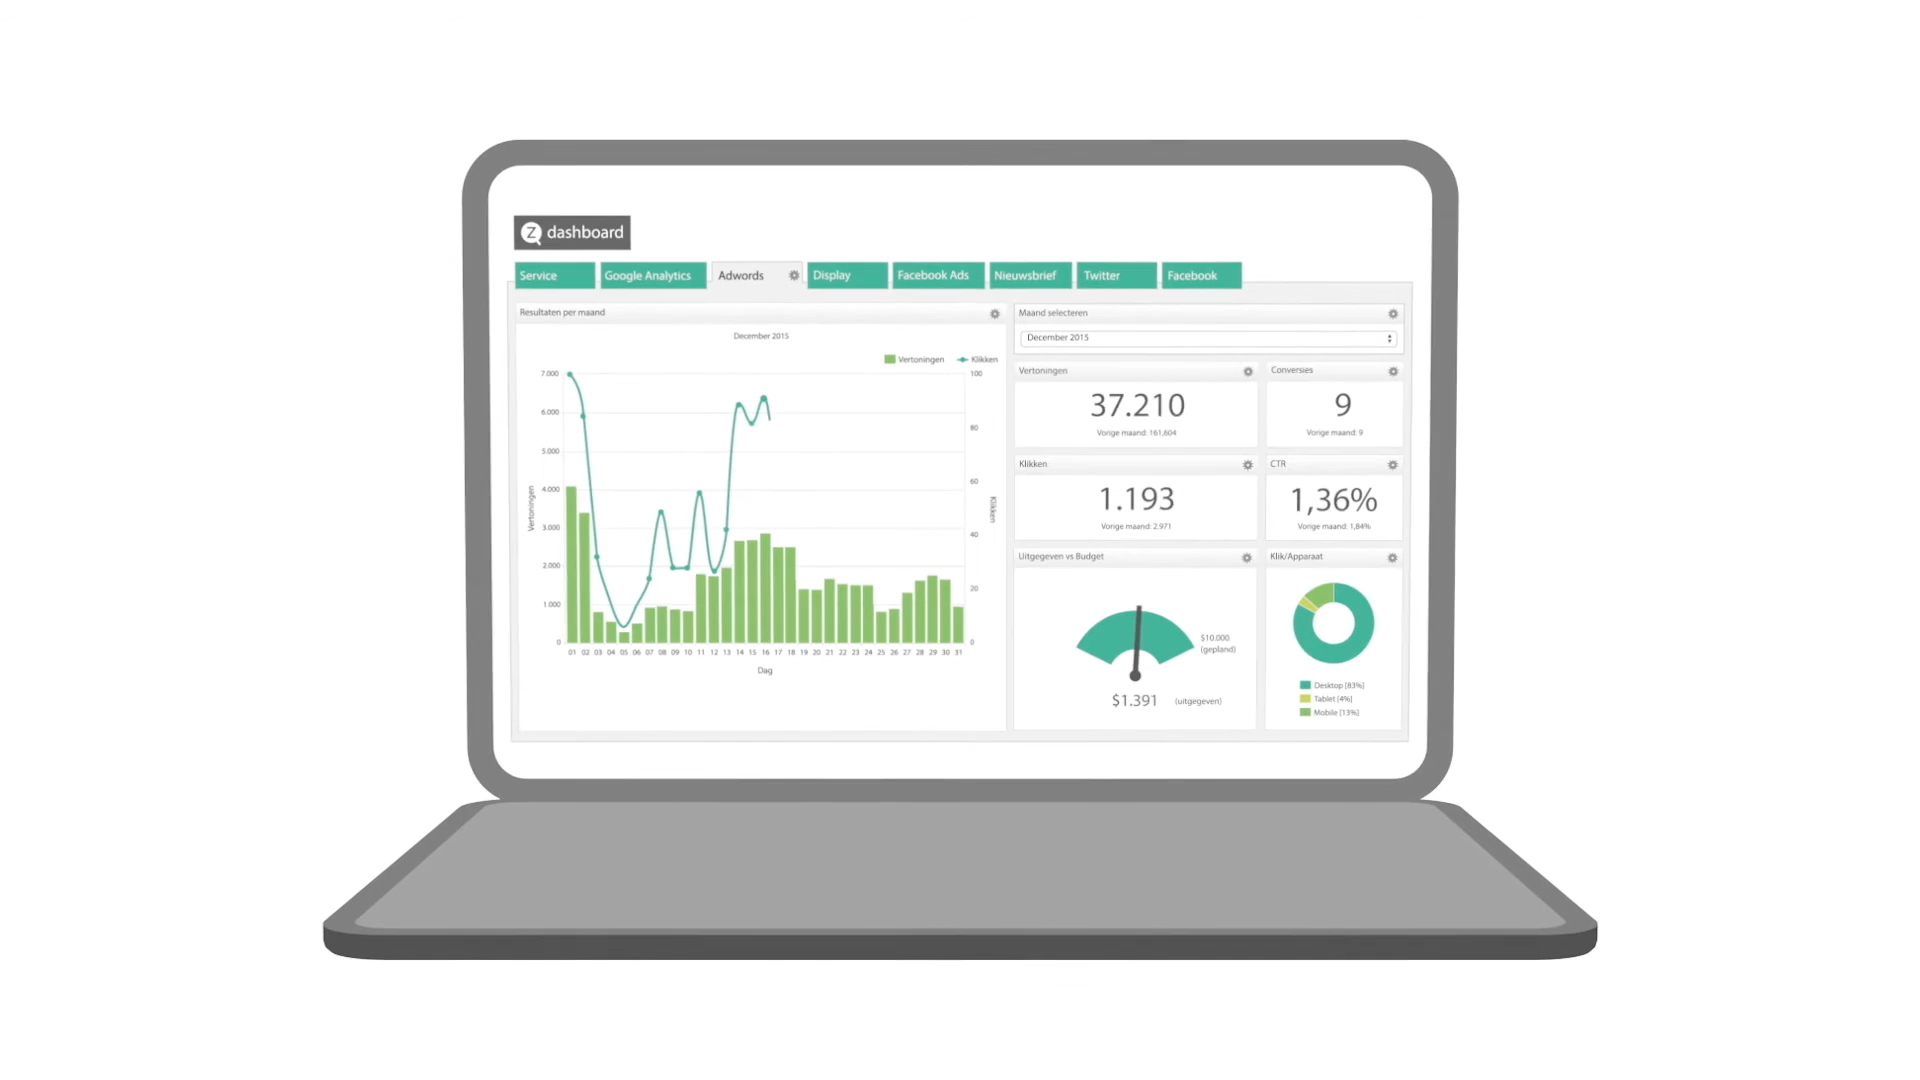 Z dashboard
Service
Google Analytics
Adwords
Display
Facebook Ads
Nieuwsbrief
Twitter
Facebook
Resultaten per maand
December 2015
Vertoningen
Klikken
7.000
6.000
5.000
4.000
3.000
2.000
1.000
0
Vertoningen
100
80
60
40
20
0
Klikken
01 02 03 04 05 06 07 08 09 10 11 12 13 14 15 16 17 18 19 20 21 22 23 24 25 26 27 28 29 30 31
Dag
Maand selecteren
December 2015
Vertoningen
37.210
Vorige maand: 161,604
Conversies
9
Vorige maand: 9
Klikken
1.193
Vorige maand: 2.971
CTR
1,36%
Vorige maand: 1,84%
Uitgegeven vs Budget
$10.000
(gepland)
$1.391 (uitgegeven)
Klik/Apparaat
Desktop [83%]
Tablet [4%]
Mobile [13%]